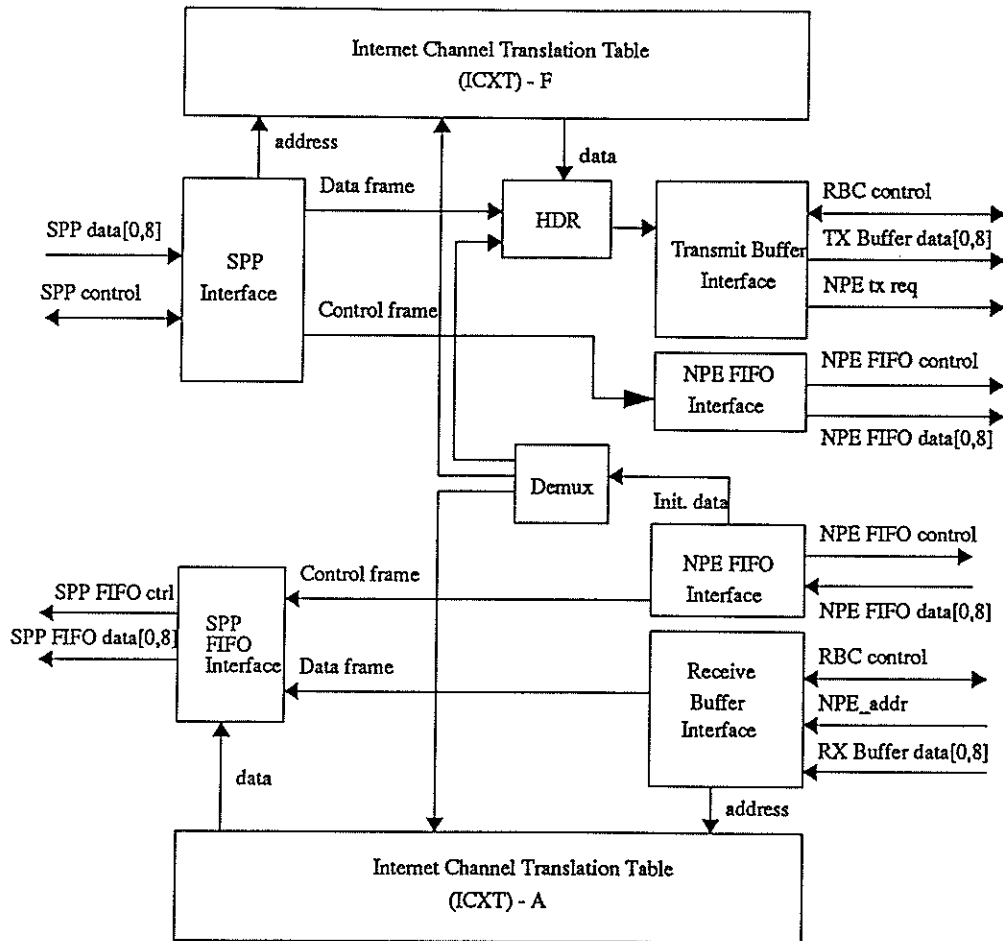 Internet Channel Translation Table
(ICXT) - F
address
data
Data frame
RBC control
HDR
SPP data[0,8]
TX Buffer data[0,8]
Transmit Buffer
Interface
SPP
Interface
NPE tx req
SPP control
Control frame
NPE FIFO control
NPE FIFO
Interface
NPE FIFO data[0,8]
Demux
Init. data
NPE FIFO control
NPE FIFO
Interface
Control frame
SPP FIFO ctrl
NPE FIFO data[0,8]
SPP
FIFO
Interface
SPP FIFO data[0,8]
RBC control
Data frame
Receive
Buffer
Interface
NPE_addr
RX Buffer data[0,8]
data
address
Internet Channel Translation Table
(ICXT) - A